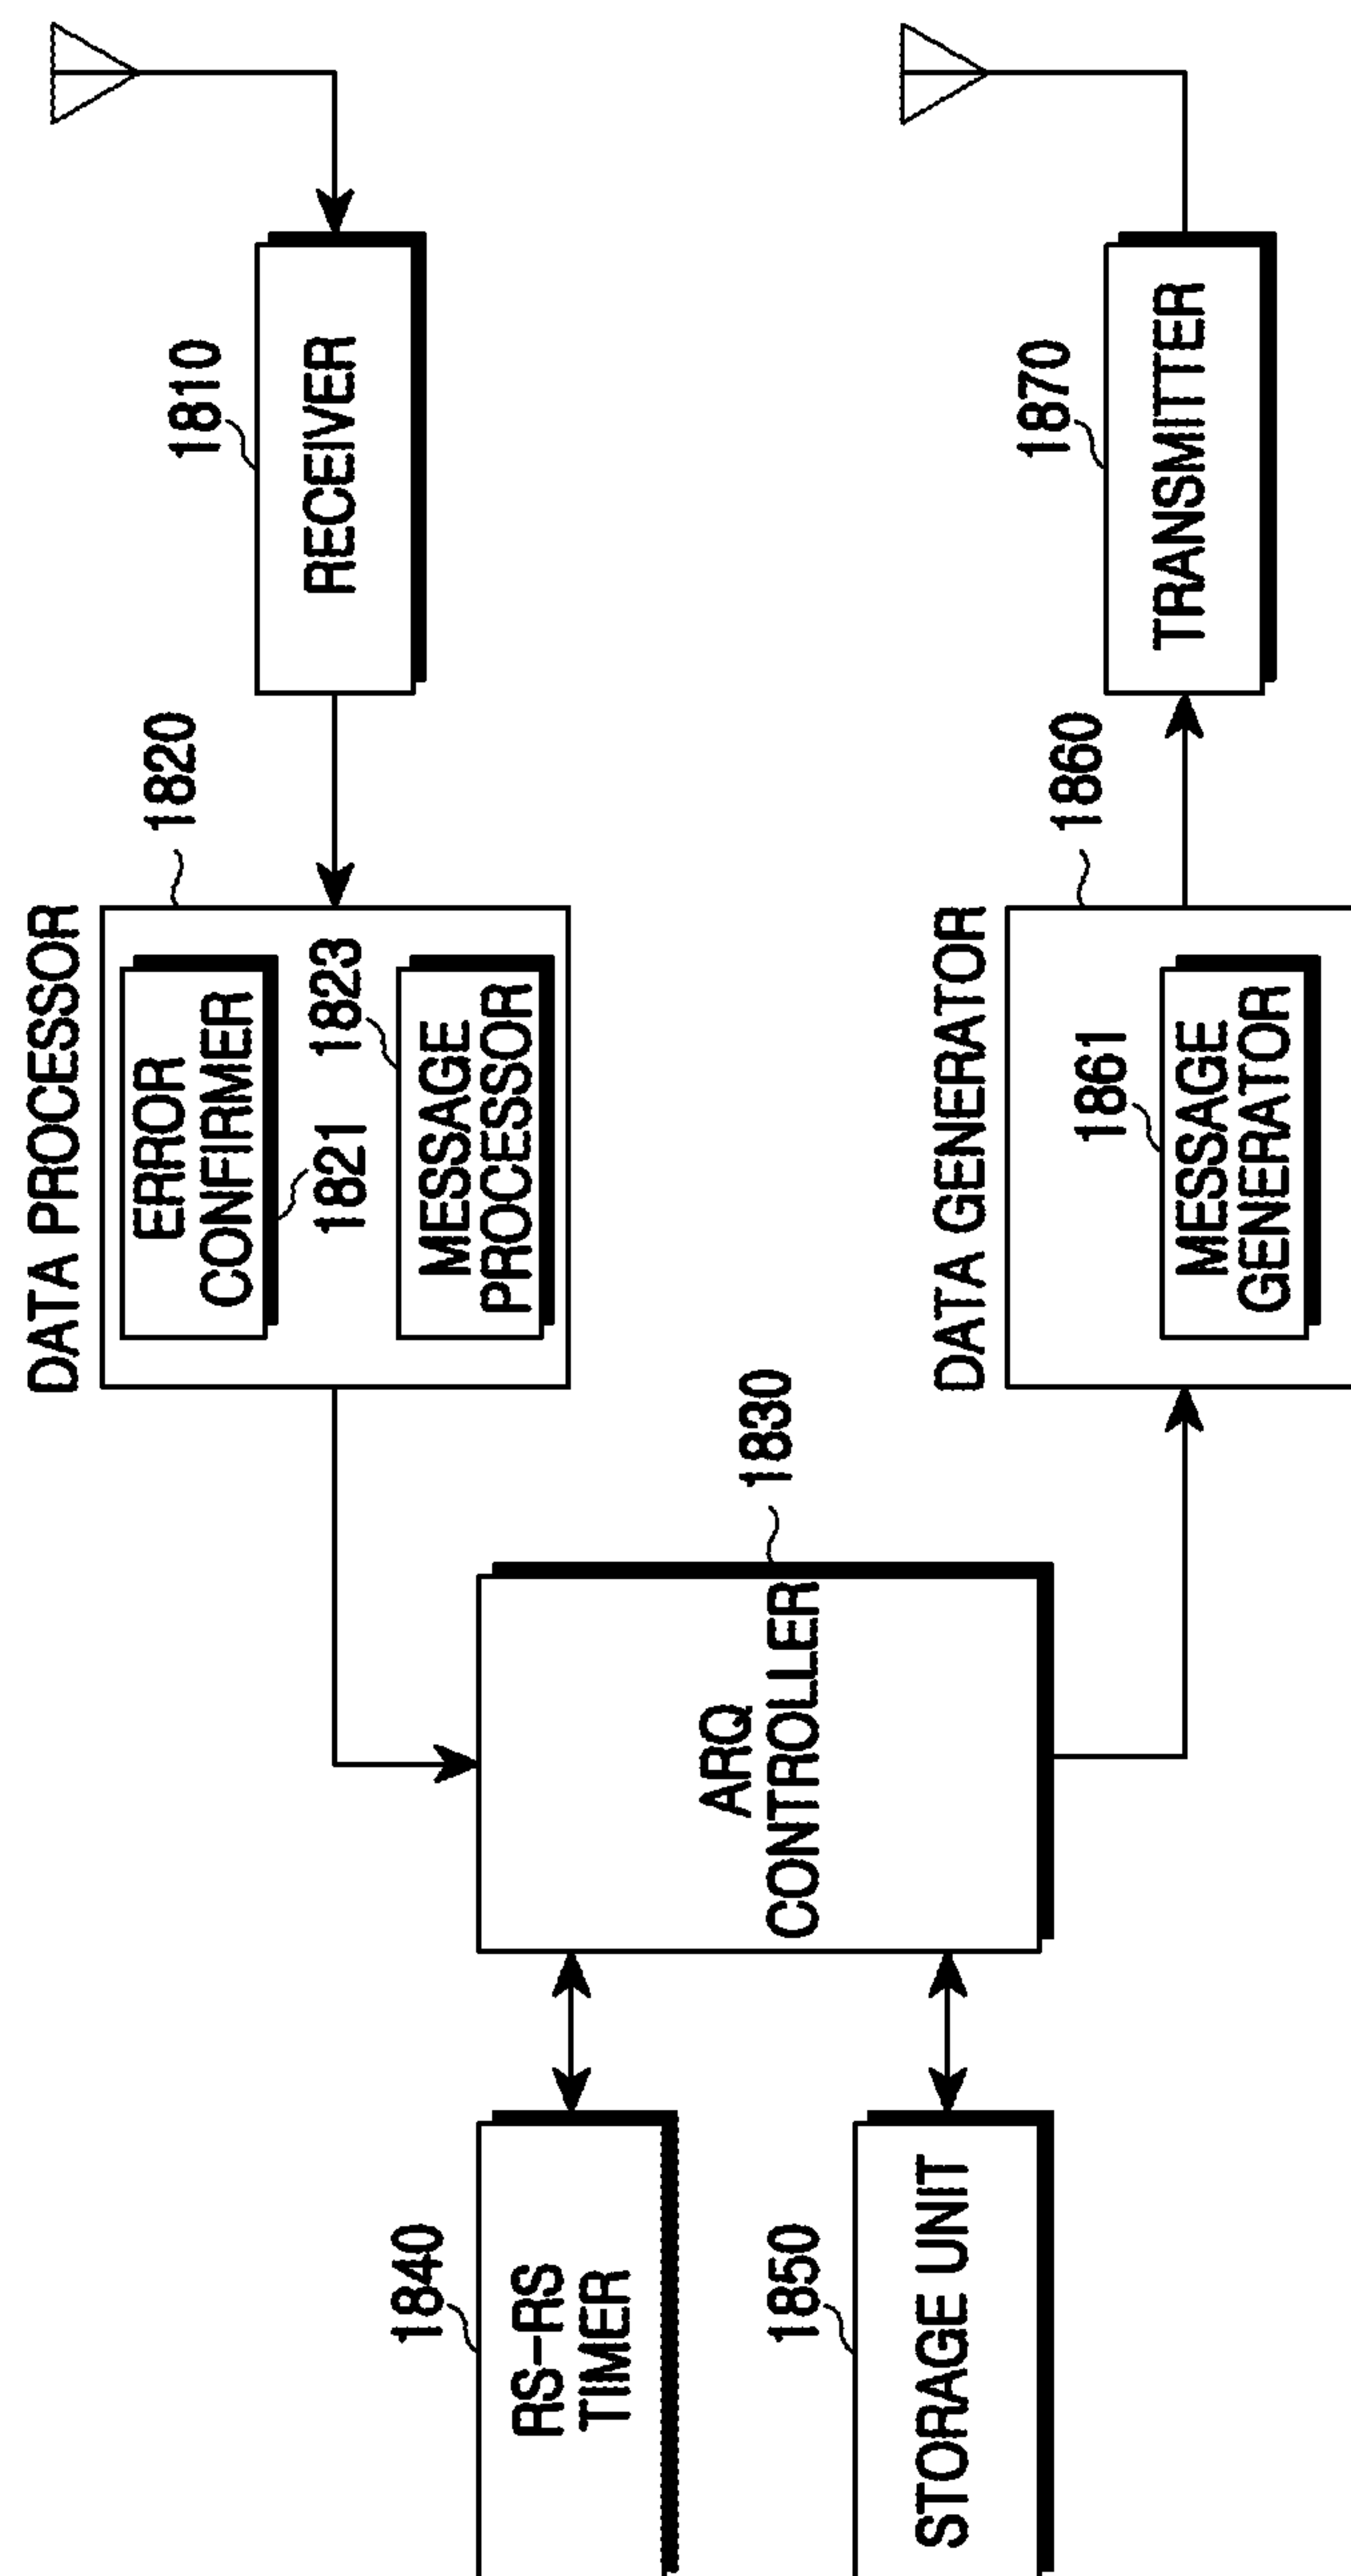 1840
RS-RS
TIMER
1850
STORAGE UNIT
1830
ARQ
CONTROLLER
DATA PROCESSOR
1820
ERROR
CONFIRMER
1821
1823
MESSAGE
PROCESSOR
1810
RECEIVER
DATA GENERATOR
1860
1861
MESSAGE
GENERATOR
1870
TRANSMITTER